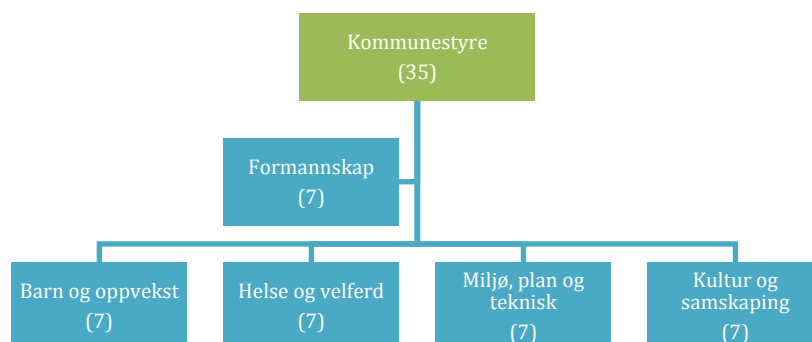 Kommunestyre
(35)
Formannskap
(7)
Barn og oppvekst
(7)
Helse og velferd
(7)
Miljø, plan og
teknisk
(7)
Kultur og
samskaping
(7)